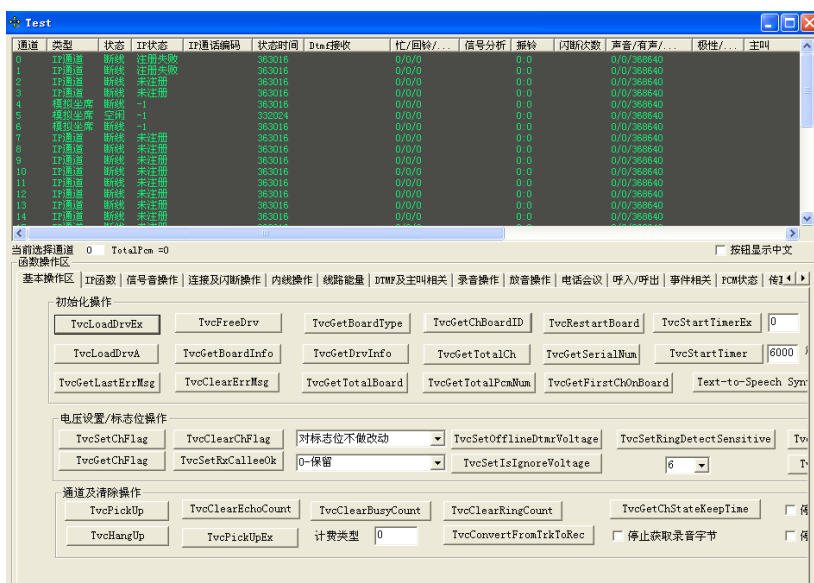 Test
通道 类型 状态 IP状态 IP通话编码 状态时间 Dtmf接收 忙/回铃/... 信号分析 振铃 闪断次数 声音/有声/... 极性/... 主叫
0 IP通道 断线 注册失败 363016 0/0/0 0:0 0/0/368640
1 IP通道 断线 注册失败 363016 0/0/0 0:0 0/0/368640
2 IP通道 断线 未注册 363016 0/0/0 0:0 0/0/368640
3 IP通道 断线 未注册 363016 0/0/0 0:0 0/0/368640
4 模拟坐席 断线 -1 363016 0/0/0 0:0 0/0/368640
5 模拟坐席 空闲 -1 332024 0/0/0 0:0 0/0/368640
6 模拟坐席 断线 -1 363016 0/0/0 0:0 0/0/368640
7 IP通道 断线 未注册 363016 0/0/0 0:0 0/0/368640
8 IP通道 断线 未注册 363016 0/0/0 0:0 0/0/368640
9 IP通道 断线 未注册 363016 0/0/0 0:0 0/0/368640
10 IP通道 断线 未注册 363016 0/0/0 0:0 0/0/368640
11 IP通道 断线 未注册 363016 0/0/0 0:0 0/0/368640
12 IP通道 断线 未注册 363016 0/0/0 0:0 0/0/368640
13 IP通道 断线 未注册 363016 0/0/0 0:0 0/0/368640
14 IP通道 断线 未注册 363016 0/0/0 0:0 0/0/368640
当前选择通道 0 TotalPcm =0 按钮显示中文
函数操作区
基本操作区 IP函数 信号音操作 连接及闪断操作 内线操作 线路能量 DTMF及主叫相关 录音操作 放音操作 电话会议 呼入/呼出 事件相关 PCM状态
初始化操作
TvcLoadDrvEx TvcFreeDrv TvcGetBoardType TvcGetChBoardID TvcRestartBoard TvcStartTimerEx 0
TvcLoadDrvA TvcGetBoardInfo TvcGetDrvInfo TvcGetTotalCh TvcGetSerialNum TvcStartTimer 6000
TvcGetLastErrMsg TvcClearErrMsg TvcGetTotalBoard TvcGetTotalPcmNum TvcGetFirstChOnBoard Text-to-Speech Syn
电压设置/标志位操作
TvcSetChFlag TvcClearChFlag 对标志位不做改动 TvcSetOfflineDtmrVoltage TvcSetRingDetectSensitive Tv
TvcGetChFlag TvcSetRxCalleeOk 0-保留 TvcSetIsIgnoreVoltage 6
通道及清除操作
TvcPickUp TvcClearEchoCount TvcClearBusyCount TvcClearRingCount TvcGetChStateKeepTime
TvcHangUp TvcPickUpEx 计费类型 0 TvcConvertFromTrkToRec 停止获取录音字节